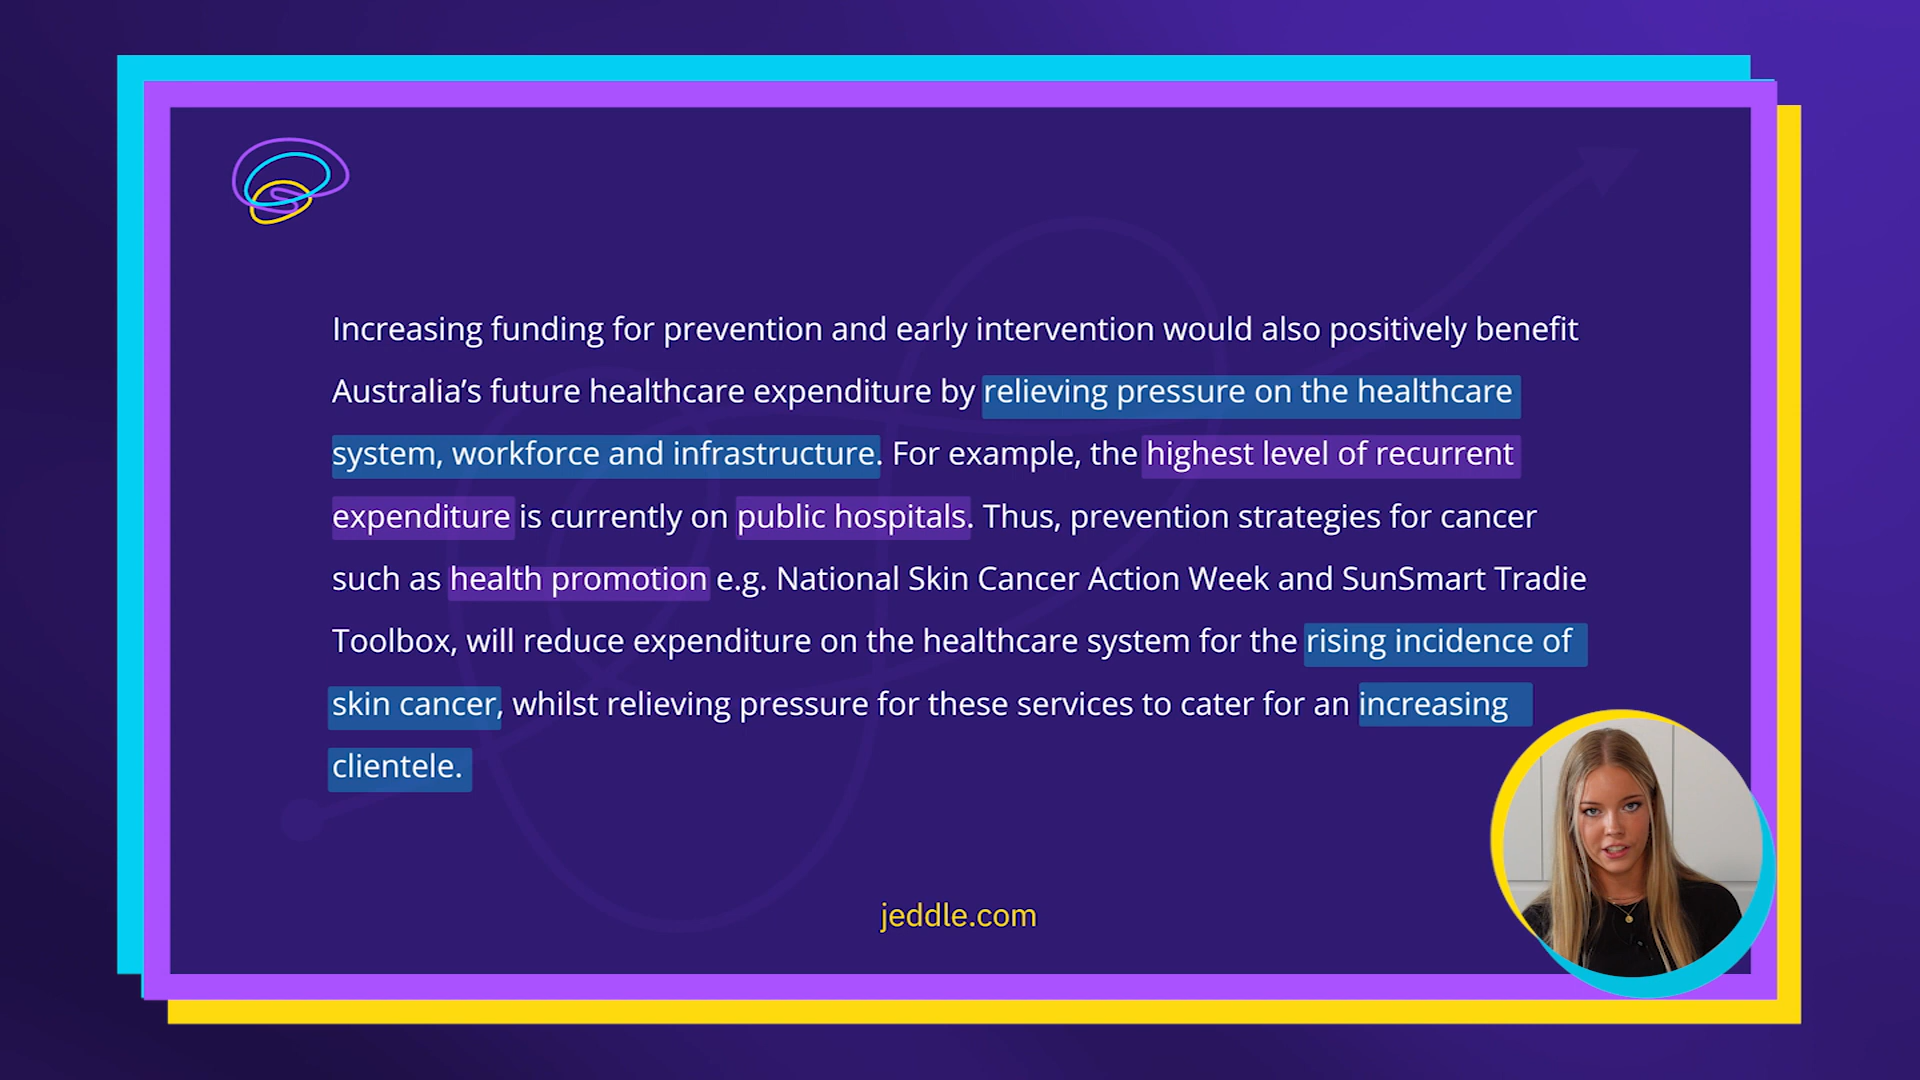 Increasing funding for prevention and early intervention would also positively benefit
Australia’s future healthcare expenditure by relieving pressure on the healthcare
system, workforce and infrastructure. For example, the highest level of recurrent
expenditure is currently on public hospitals. Thus, prevention strategies for cancer
such as health promotion e.g. National Skin Cancer Action Week and SunSmart Tradie
Toolbox, will reduce expenditure on the healthcare system for the rising incidence of
skin cancer, whilst relieving pressure for these services to cater for an increasing
clientele.
jeddle.com